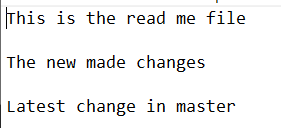 This is the read me file
The new made changes
Latest change in master